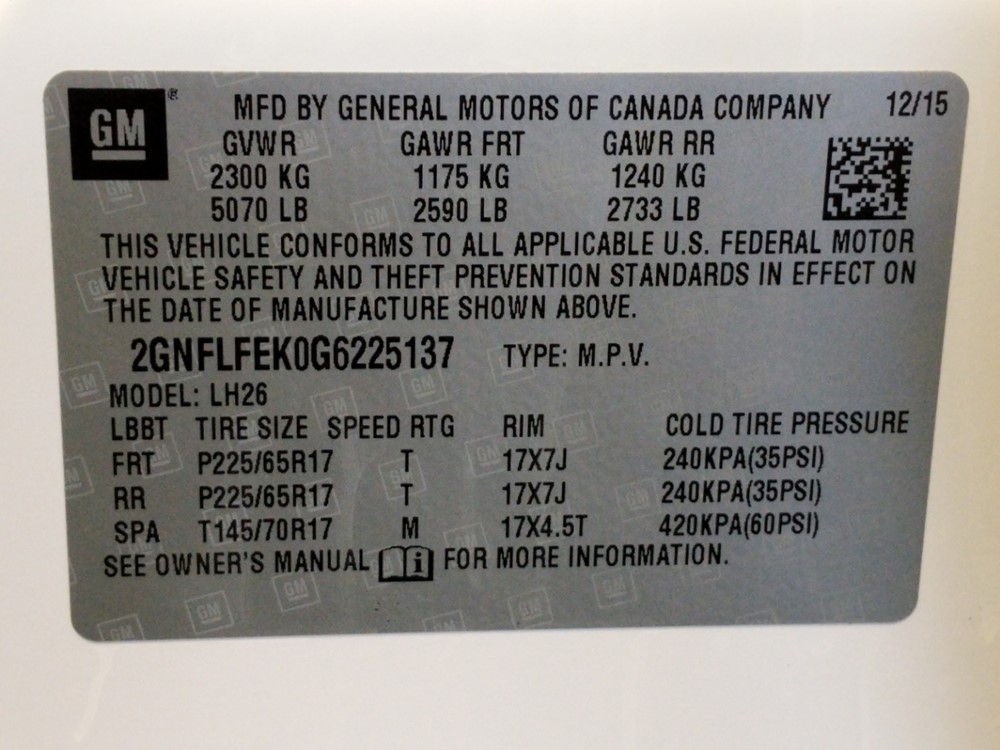 GM ® MFD BY GENERAL MOTORS OF CANADA COMPANY 12/15
GVWR GAWR FRT GAWR RR
2300 KG 1175 KG 1240 KG
5070 LB 2590 LB 2733 LB
THIS VEHICLE CONFORMS TO ALL APPLICABLE U.S. FEDERAL MOTOR
VEHICLE SAFETY AND THEFT PREVENTION STANDARDS IN EFFECT ON
THE DATE OF MANUFACTURE SHOWN ABOVE.
2GNFLFEK0G6225137 TYPE: M.P.V.
MODEL: LH26
LBBT TIRE SIZE SPEED RTG RIM COLD TIRE PRESSURE
FRT P225/65R17 T 17X7J 240KPA(35PSI)
RR P225/65R17 T 17X7J 240KPA(35PSI)
SPA T145/70R17 M 17X4.5T 420KPA(60PSI)
SEE OWNER'S MANUAL i FOR MORE INFORMATION.